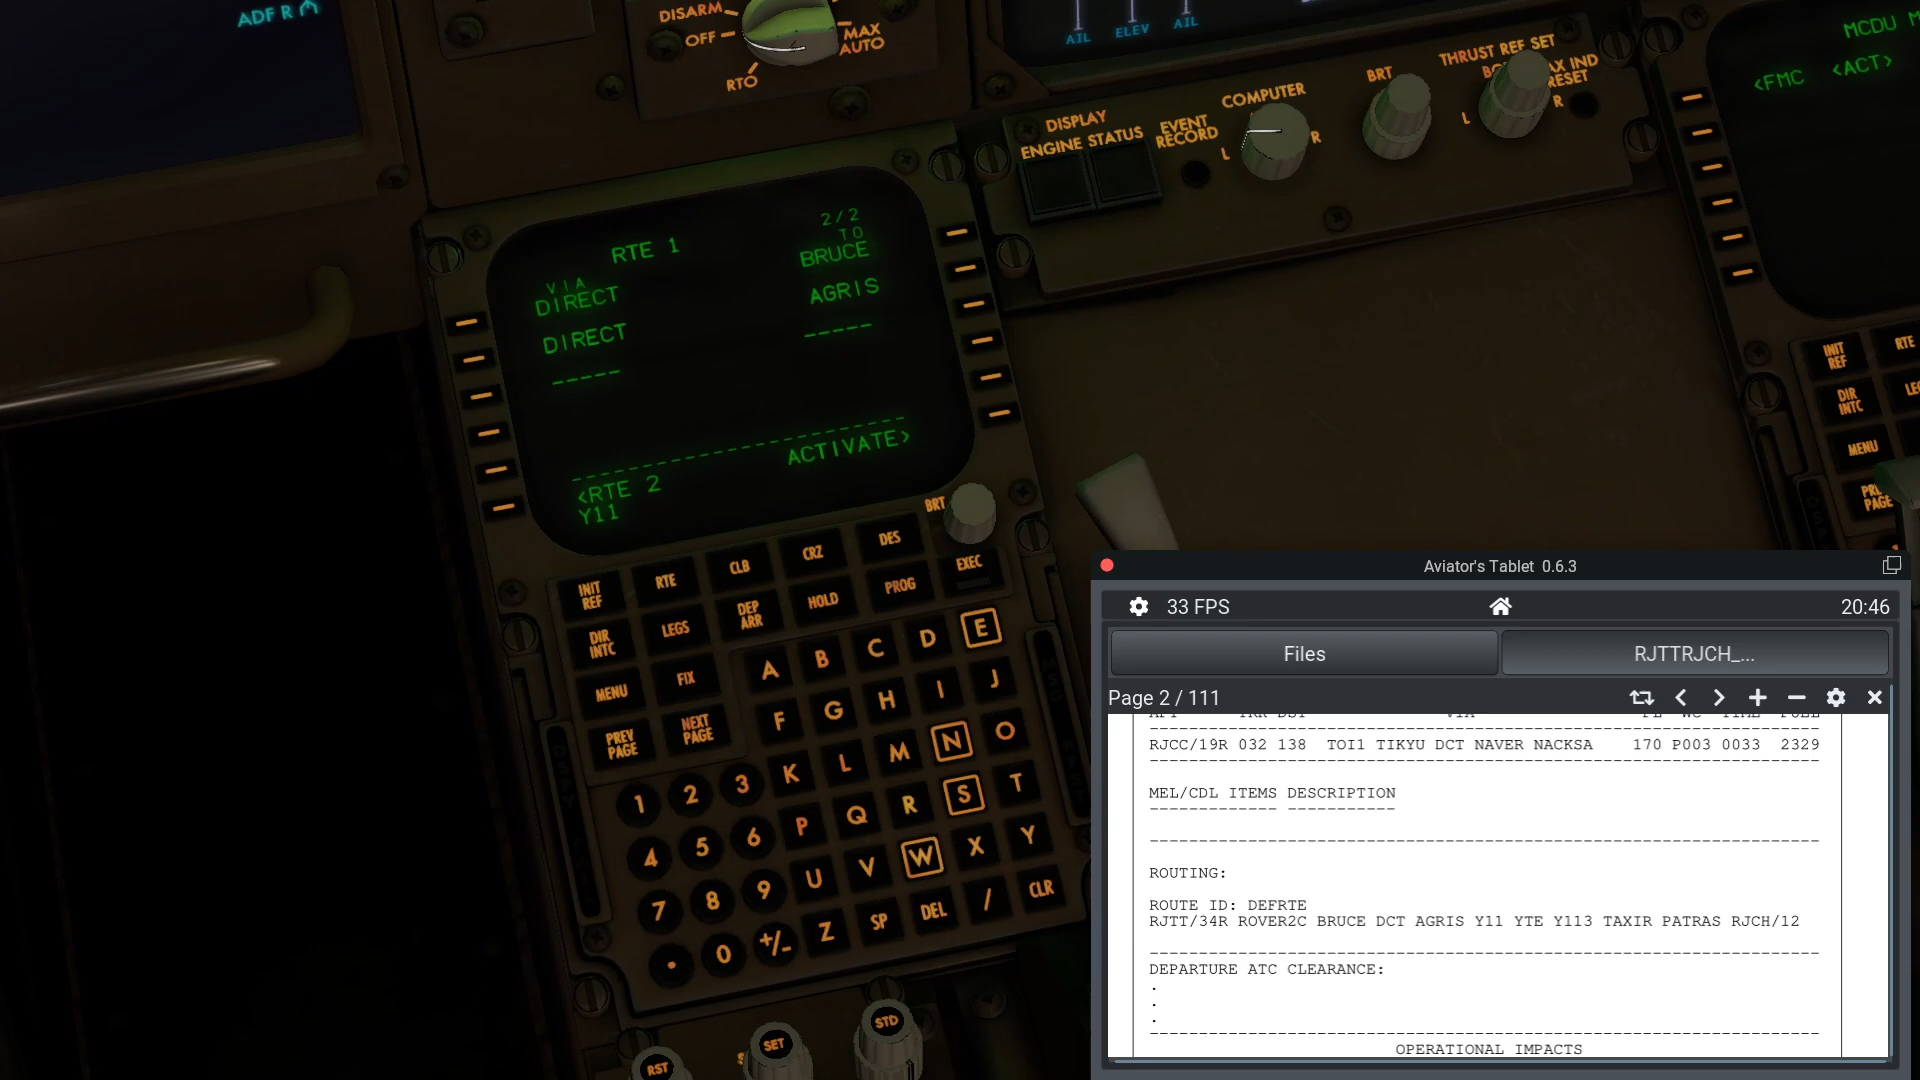 ADF R
DISARM
OFF
RTO
MAX
AUTO
AIL ELEV AIL
DISPLAY
ENGINE STATUS
EVENT
RECORD
COMPUTER
L R
BRT
THRUST REF SET
L R
IND
RESET
MCDU M
<FMC <ACT>
RTE 1 2/2
VIA TO
DIRECT BRUCE
DIRECT AGRIS
----- -----
ACTIVATE>
<RTE 2
Y11
BRT
INIT REF RTE CLB CRZ DES
DIR INTC LEGS DEP ARR HOLD PROG EXEC
MENU FIX
PREV PAGE NEXT PAGE
A B C D E
F G H I J
K L M N O
P Q R S T
U V W X Y
Z SP DEL / CLR
1 2 3
4 5 6
7 8 9
. 0 +/-
RST SET STD
INIT REF RTE
DIR INTC
MENU
PAGE
Aviator's Tablet 0.6.3
33 FPS 20:46
Files RJTTRJCH_...
Page 2 / 111
RJCC/19R 032 138 TOI1 TIKYU DCT NAVER NACKSA 170 P003 0033 2329
MEL/CDL ITEMS DESCRIPTION
ROUTING:
ROUTE ID: DEFRTE
RJTT/34R ROVER2C BRUCE DCT AGRIS Y11 YTE Y113 TAXIR PATRAS RJCH/12
DEPARTURE ATC CLEARANCE:
.
.
.
OPERATIONAL IMPACTS